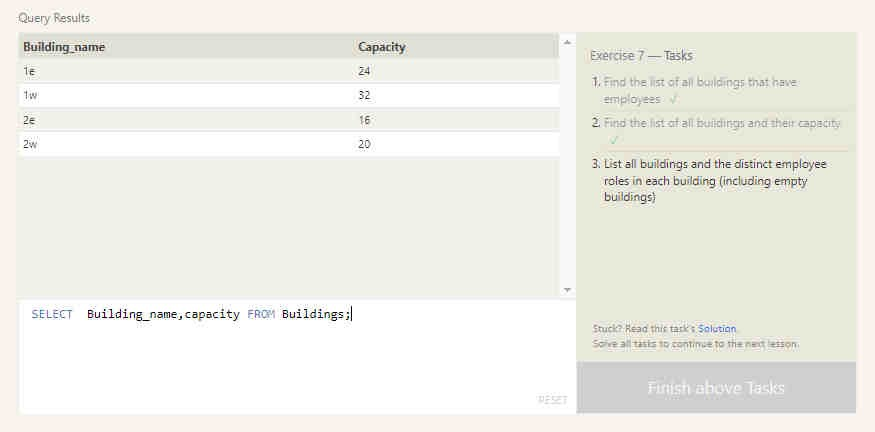 Query Results
Building_name Capacity
1e 24
1w 32
2e 16
2w 20
SELECT  Building_name,capacity FROM Buildings;
RESET
Exercise 7 — Tasks
1. Find the list of all buildings that have
employees ✓
2. Find the list of all buildings and their capacity
✓
3. List all buildings and the distinct employee
roles in each building (including empty
buildings)
Stuck? Read this task's Solution.
Solve all tasks to continue to the next lesson.
Finish above Tasks